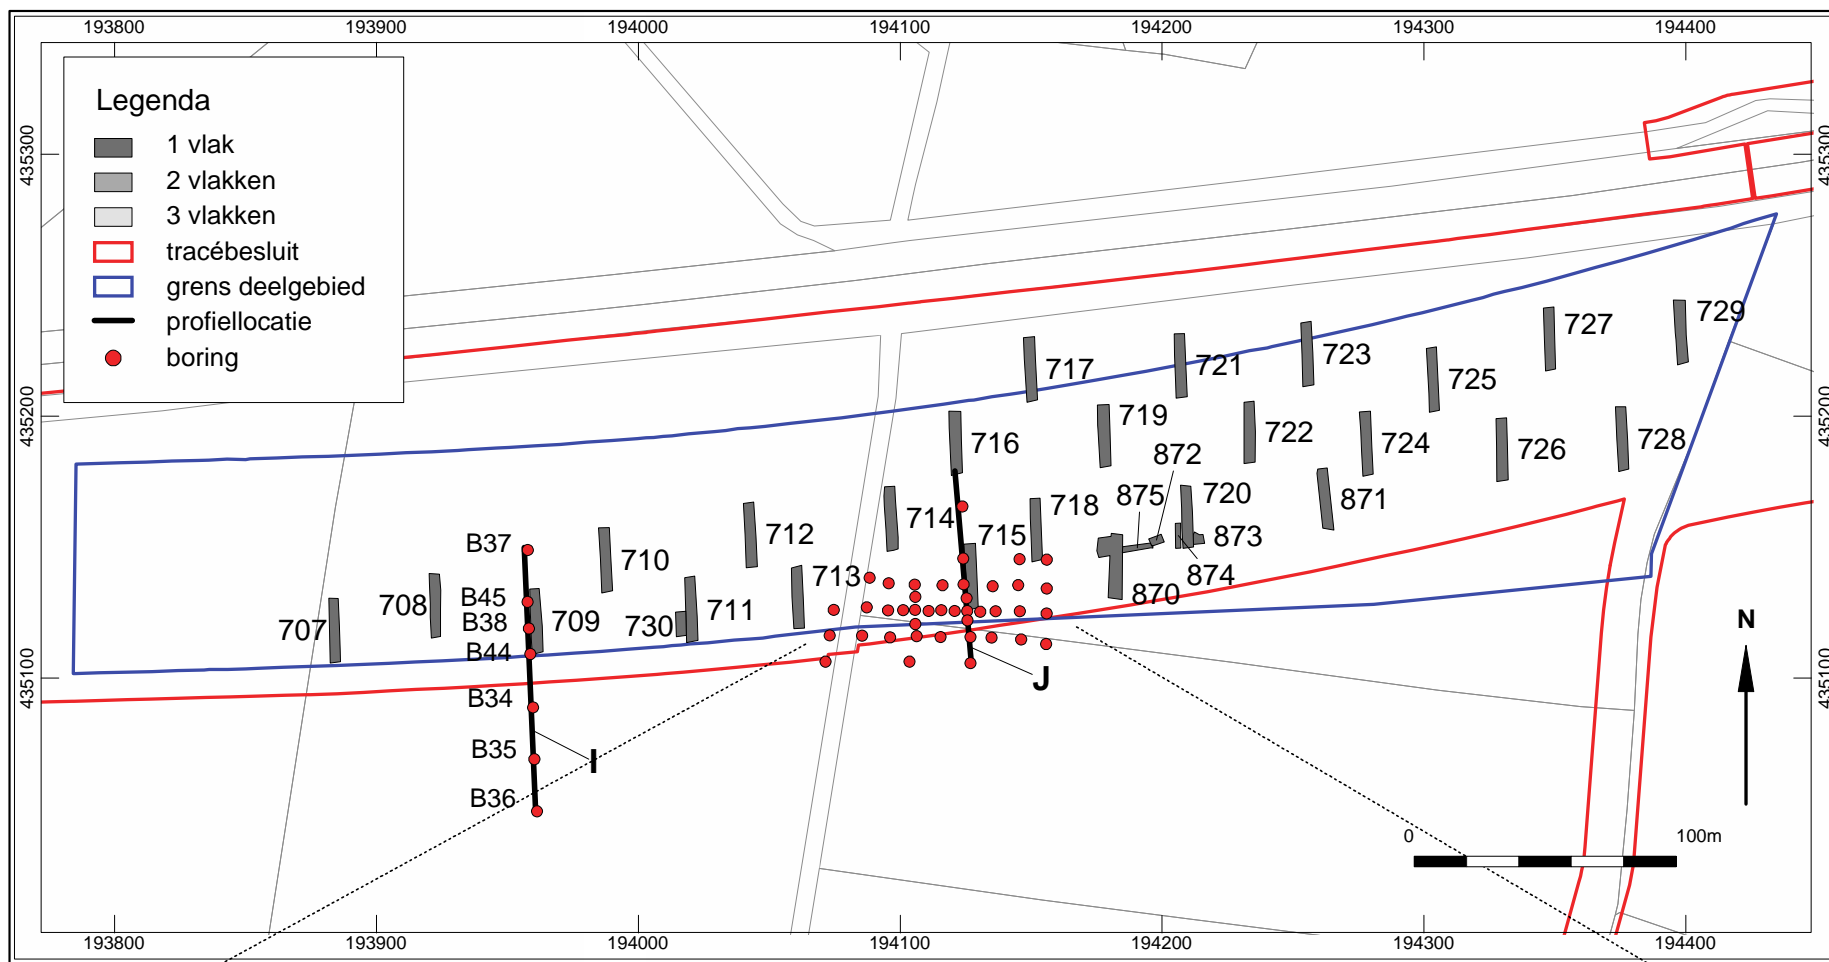 193800 193900 194000 194100 194200 194300 194400
435300 435300
435200 435200
435100 435100
Legenda
1 vlak
2 vlakken
3 vlakken
tracébesluit
grens deelgebied
profiellocatie
boring
729
727
723
721
717
725
719
716
722
724
726
728
872
875
720
871
718
714
712
715
873
B37
710
713
874
B45
708
870
B38
707
709
730
711
B44
N
J
B34
B35
I
B36
0 100m
193800 193900 194000 194100 194200 194300 194400